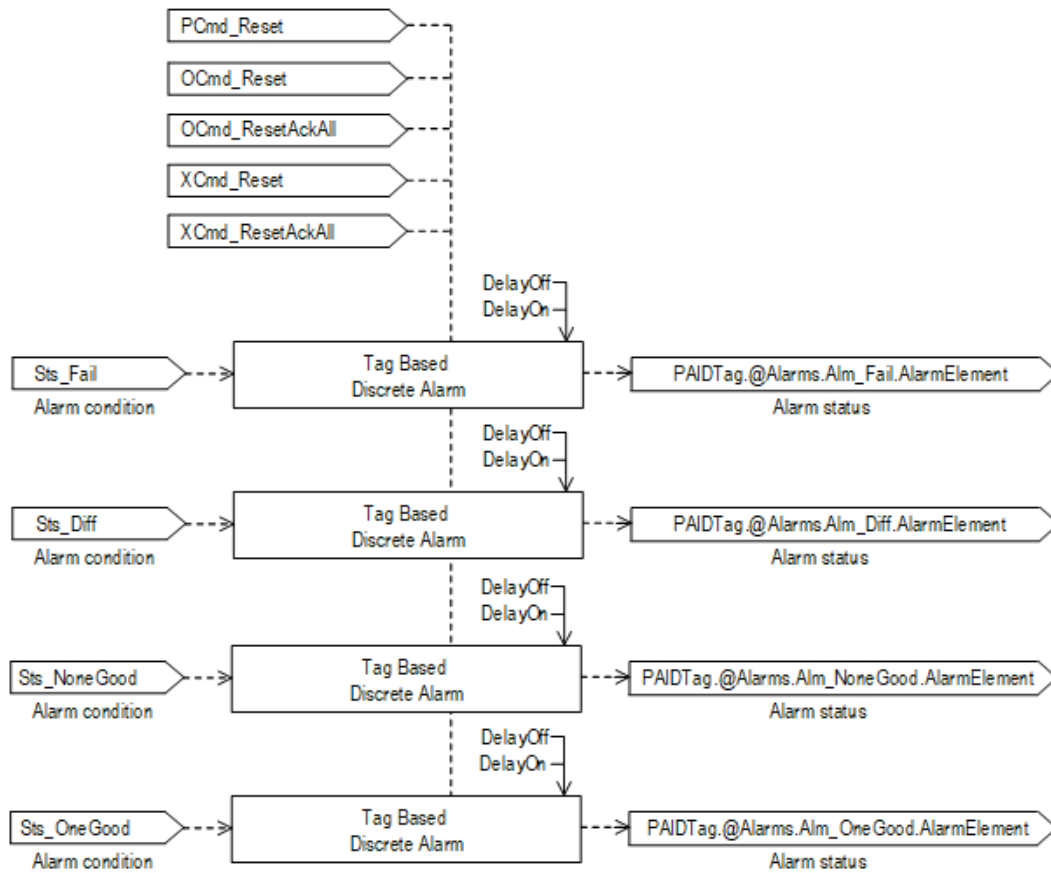 PCmd_Reset
OCmd_Reset
OCmd_ResetAckAll
XCmd_Reset
XCmd_ResetAckAll
DelayOff
DelayOn
Sts_Fail
Alarm condition
Tag Based
Discrete Alarm
PAIDTag.@Alarms.Alm_Fail.AlarmElement
Alarm status
DelayOff
DelayOn
Sts_Diff
Alarm condition
Tag Based
Discrete Alarm
PAIDTag.@Alarms.Alm_Diff.AlarmElement
Alarm status
DelayOff
DelayOn
Sts_NoneGood
Alarm condition
Tag Based
Discrete Alarm
PAIDTag.@Alarms.Alm_NoneGood.AlarmElement
Alarm status
DelayOff
DelayOn
Sts_OneGood
Alarm condition
Tag Based
Discrete Alarm
PAIDTag.@Alarms.Alm_OneGood.AlarmElement
Alarm status